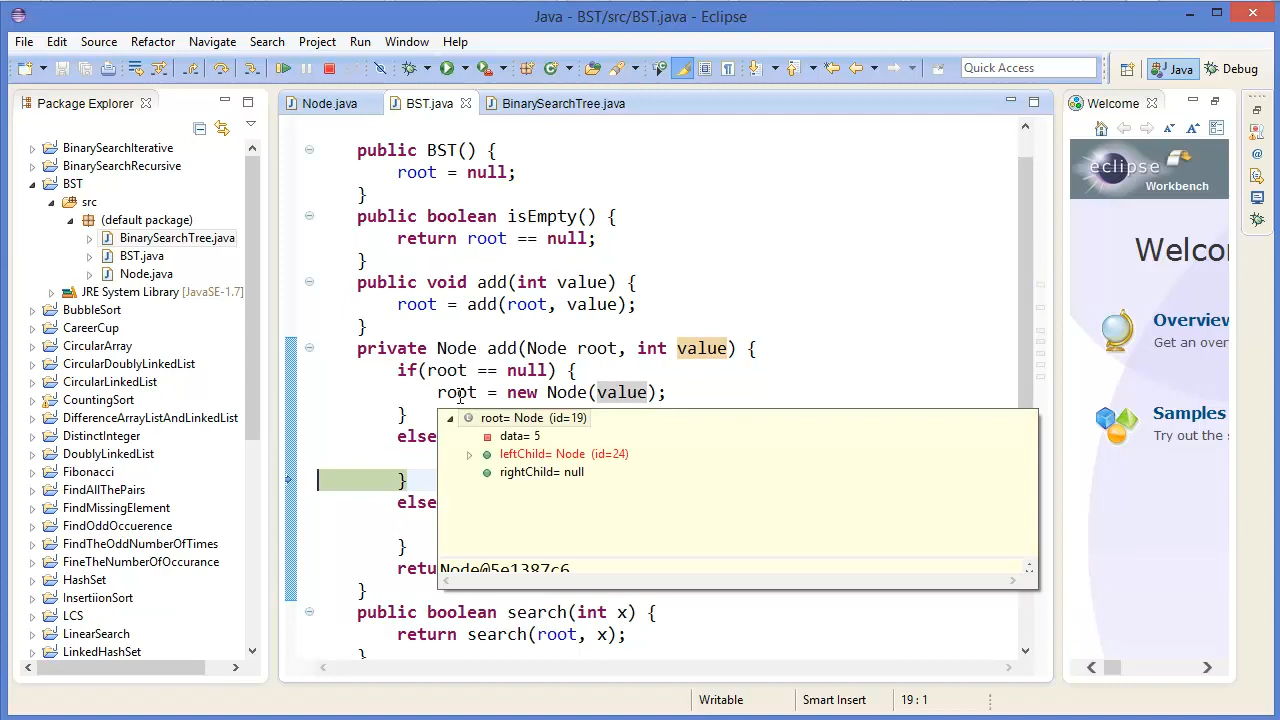 Java - BST/src/BST.java - Eclipse
File Edit Source Refactor Navigate Search Project Run Window Help
Quick Access
Java
Debug
Package Explorer
BinarySearchIterative
BinarySearchRecursive
BST
src
(default package)
BinarySearchTree.java
BST.java
Node.java
JRE System Library [JavaSE-1.7]
BubbleSort
CareerCup
CircularArray
CircularDoublyLinkedList
CircularLinkedList
CountingSort
DifferenceArrayListAndLinkedList
DistinctInteger
DoublyLinkedList
Fibonacci
FindAllThePairs
FindMissingElement
FindOddOccuerence
FindTheOddNumberOfTimes
FineTheNumberOfOccurance
HashSet
InsertiionSort
LCS
LinearSearch
LinkedHashSet
Node.java
BST.java
BinarySearchTree.java
public BST() {
root = null;
}
public boolean isEmpty() {
return root == null;
}
public void add(int value) {
root = add(root, value);
}
private Node add(Node root, int value) {
if(root == null) {
root = new Node(value);
}
else
}
else
}
retu
}
public boolean search(int x) {
return search(root, x);
}
root= Node (id=19)
data= 5
leftChild= Node (id=24)
rightChild= null
Node@5e1387c6
Welcome
eclipse
Workbench
Welcor
Overview
Get an over
Samples
Try out the
Writable
Smart Insert
19 : 1